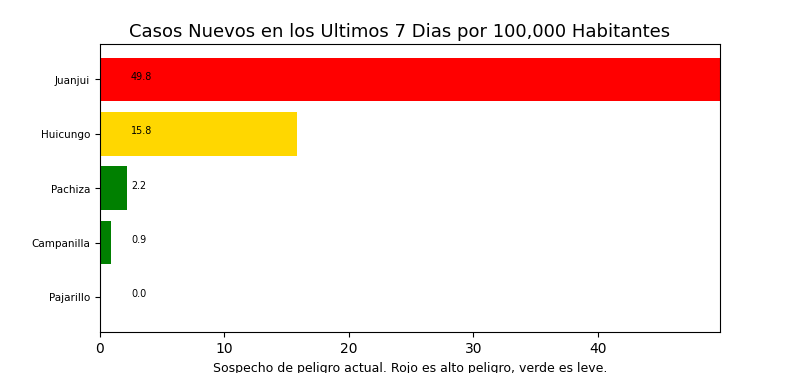 Casos Nuevos en los Ultimos 7 Dias por 100,000 Habitantes
Juanjui 49.8
Huicungo 15.8
Pachiza 2.2
Campanilla 0.9
Pajarillo 0.0
0 10 20 30 40
Sospecho de peligro actual. Rojo es alto peligro, verde es leve.